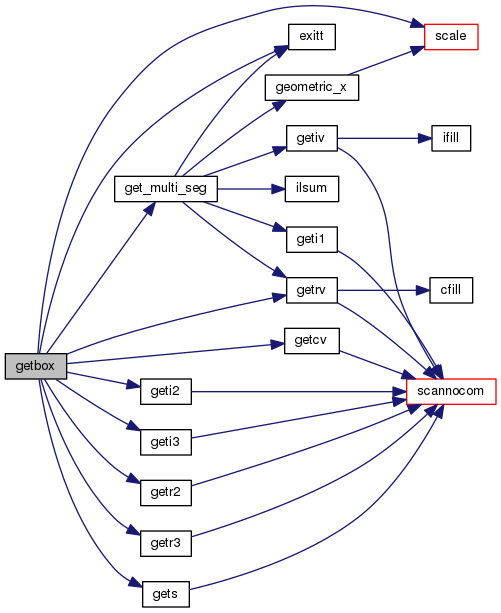 exitt
scale
geometric_x
getiv
ifill
get_multi_seg
ilsum
geti1
getrv
cfill
getcv
getbox
geti2
scannocom
geti3
getr2
getr3
gets